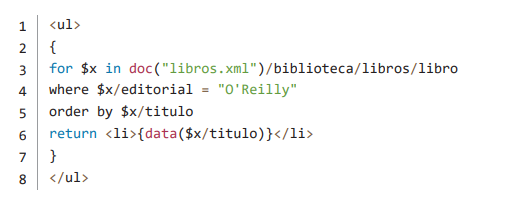 1 <ul>
2 {
3 for $x in doc("libros.xml")/biblioteca/libros/libro
4 where $x/editorial = "O'Reilly"
5 order by $x/titulo
6 return <li>{data($x/titulo)}</li>
7 }
8 </ul>